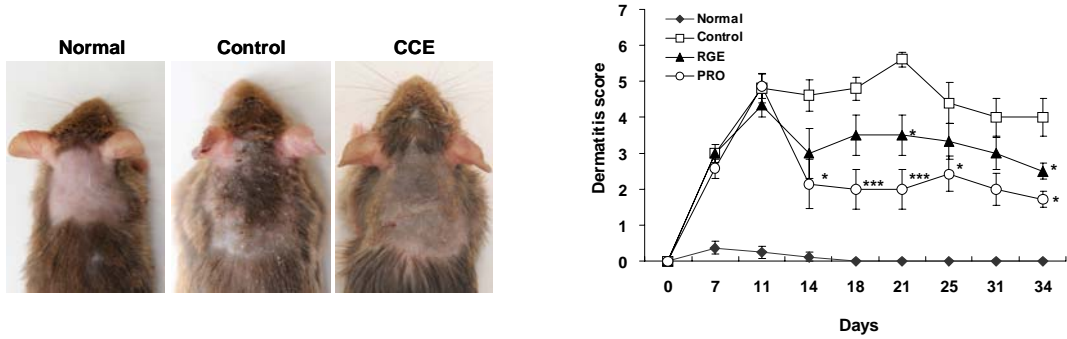 Normal Control CCE
Dermatitis score
7
6
5
4
3
2
1
0
Normal
Control
RGE
PRO
*
* *** *** * *
*
0 7 11 14 18 21 25 31 34
Days